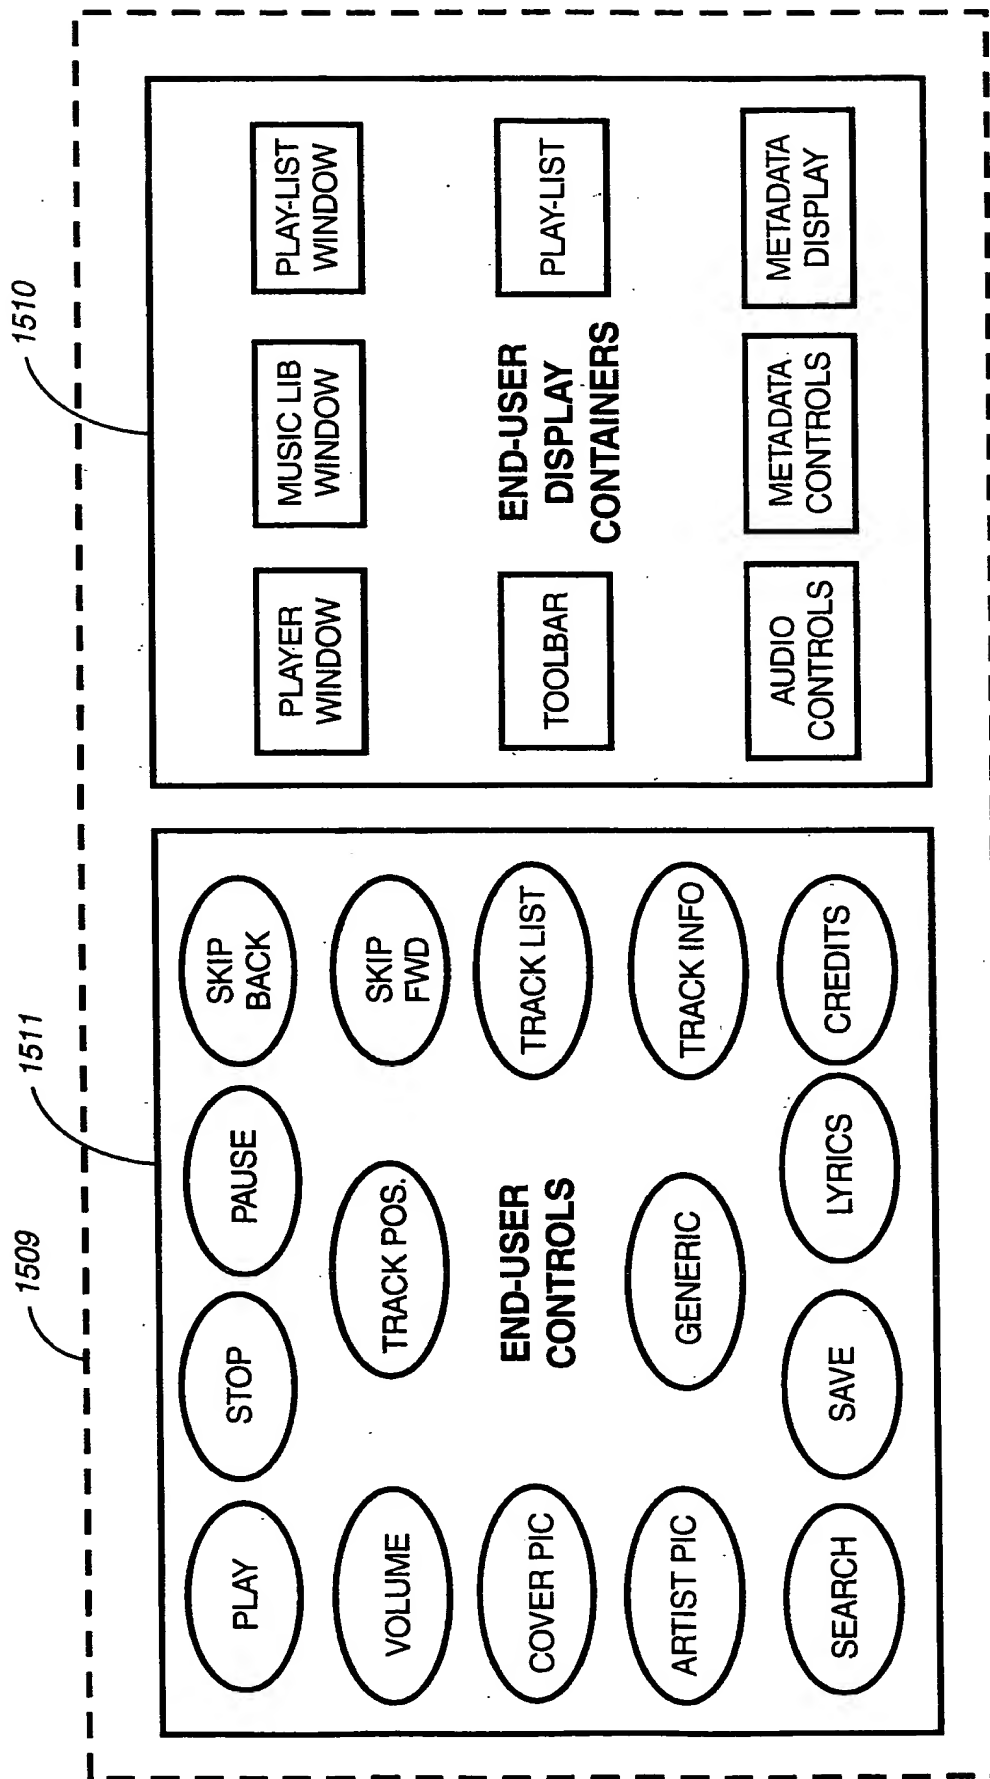 1509
1511
1510
PLAY
STOP
PAUSE
SKIP
BACK
VOLUME
TRACK POS.
SKIP
FWD
COVER PIC
END-USER
CONTROLS
TRACK LIST
ARTIST PIC
GENERIC
TRACK INFO
SEARCH
SAVE
LYRICS
CREDITS
PLAYER
WINDOW
MUSIC LIB
WINDOW
PLAY-LIST
WINDOW
TOOLBAR
END-USER
DISPLAY
CONTAINERS
PLAY-LIST
AUDIO
CONTROLS
METADATA
CONTROLS
METADATA
DISPLAY